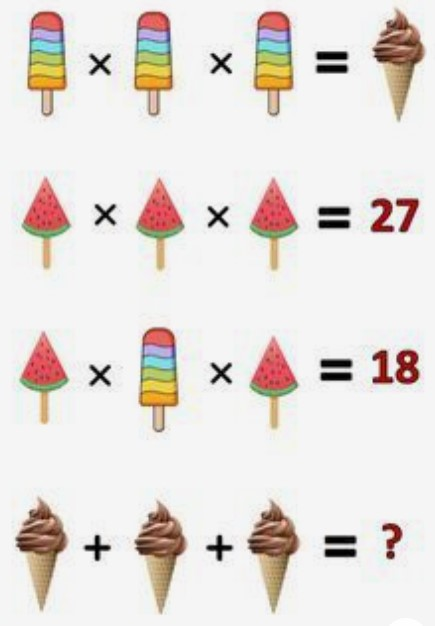 × × =
× × = 27
× × = 18
+ + = ?